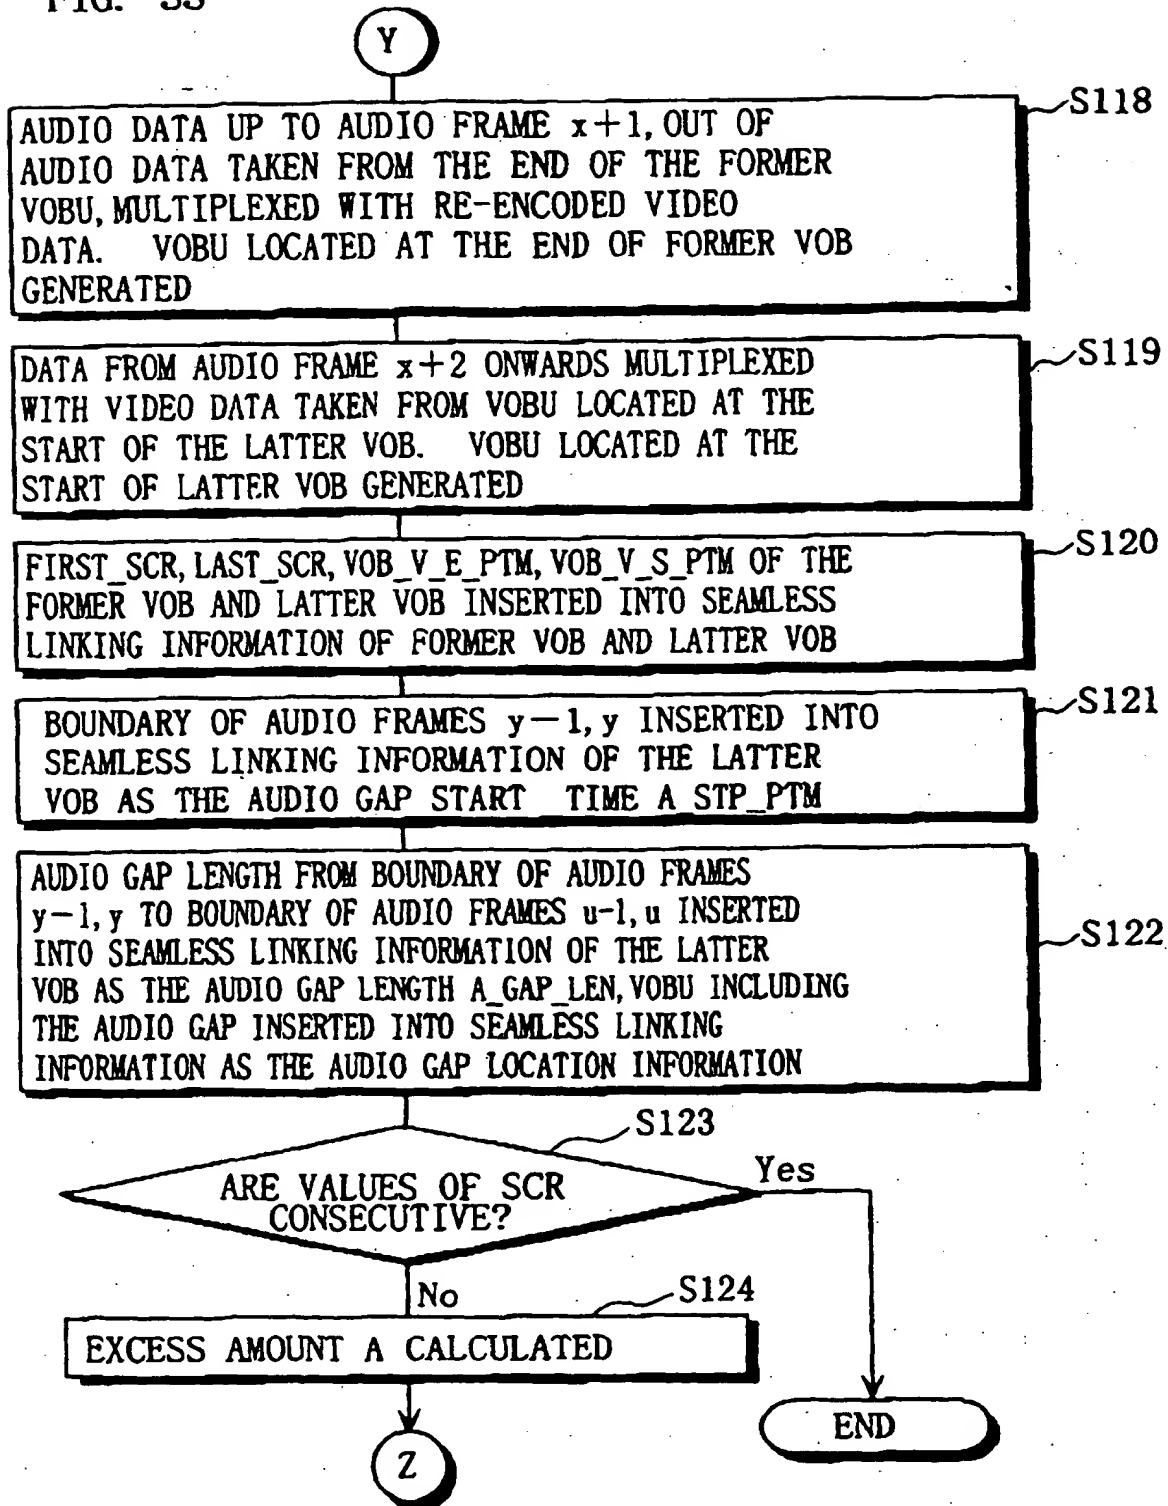 Y
S118
AUDIO DATA UP TO AUDIO FRAME x+1, OUT OF
AUDIO DATA TAKEN FROM THE END OF THE FORMER
VOBU, MULTIPLEXED WITH RE-ENCODED VIDEO
DATA. VOBU LOCATED AT THE END OF FORMER VOB
GENERATED
S119
DATA FROM AUDIO FRAME x+2 ONWARDS MULTIPLEXED
WITH VIDEO DATA TAKEN FROM VOBU LOCATED AT THE
START OF THE LATTER VOB. VOBU LOCATED AT THE
START OF LATTER VOB GENERATED
S120
FIRST_SCR, LAST_SCR, VOB_V_E_PTM, VOB_V_S_PTM OF THE
FORMER VOB AND LATTER VOB INSERTED INTO SEAMLESS
LINKING INFORMATION OF FORMER VOB AND LATTER VOB
S121
BOUNDARY OF AUDIO FRAMES y-1, y INSERTED INTO
SEAMLESS LINKING INFORMATION OF THE LATTER
VOB AS THE AUDIO GAP START TIME A STP_PTM
S122
AUDIO GAP LENGTH FROM BOUNDARY OF AUDIO FRAMES
y-1, y TO BOUNDARY OF AUDIO FRAMES u-1, u INSERTED
INTO SEAMLESS LINKING INFORMATION OF THE LATTER
VOB AS THE AUDIO GAP LENGTH A_GAP_LEN, VOBU INCLUDING
THE AUDIO GAP INSERTED INTO SEAMLESS LINKING
INFORMATION AS THE AUDIO GAP LOCATION INFORMATION
S123
ARE VALUES OF SCR
CONSECUTIVE?
Yes
No
S124
EXCESS AMOUNT A CALCULATED
END
Z